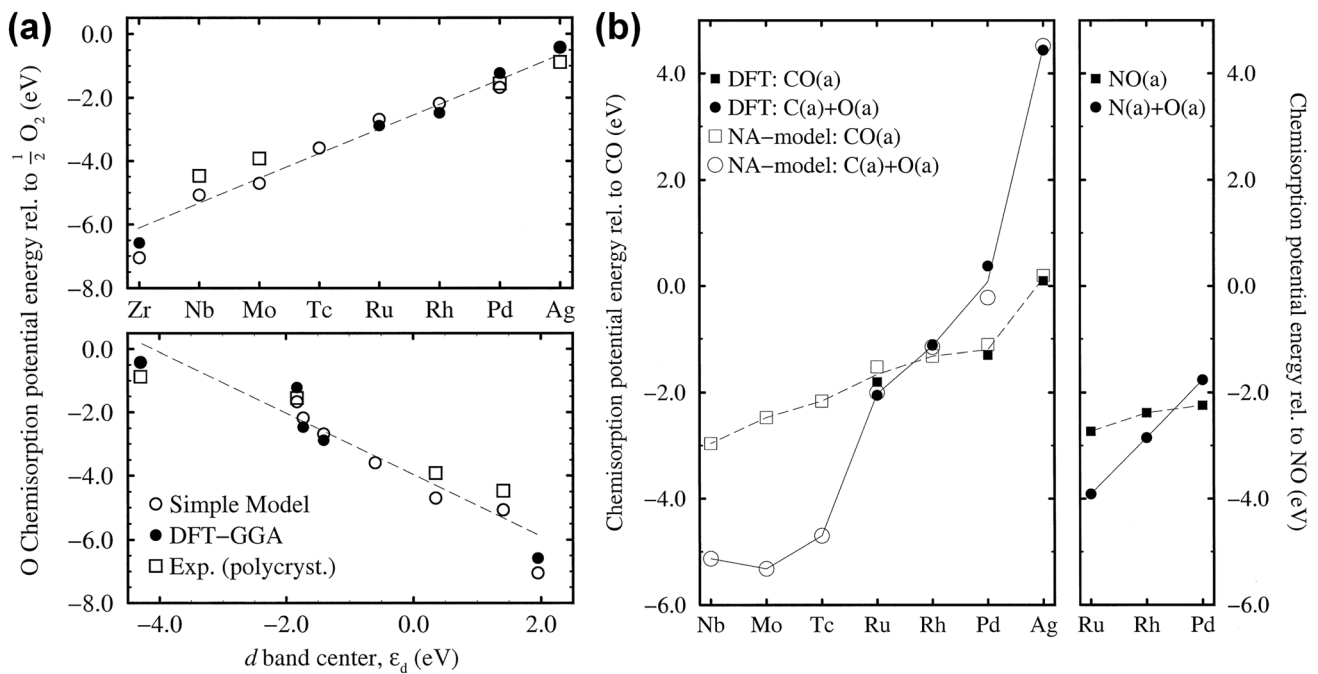 (a)
O Chemisorption potential energy rel. to 1/2 O2 (eV)
0.0
−2.0
−4.0
−6.0
−8.0
Zr Nb Mo Tc Ru Rh Pd Ag
0.0
−2.0
−4.0
−6.0
−8.0
Simple Model
DFT−GGA
Exp. (polycryst.)
−4.0 −2.0 0.0 2.0
d band center, εd (eV)
(b)
Chemisorption potential energy rel. to CO (eV)
4.0
2.0
0.0
−2.0
−4.0
−6.0
DFT: CO(a)
DFT: C(a)+O(a)
NA−model: CO(a)
NA−model: C(a)+O(a)
Nb Mo Tc Ru Rh Pd Ag
NO(a)
N(a)+O(a)
Ru Rh Pd
4.0
2.0
0.0
−2.0
−4.0
−6.0
Chemisorption potential energy rel. to NO (eV)